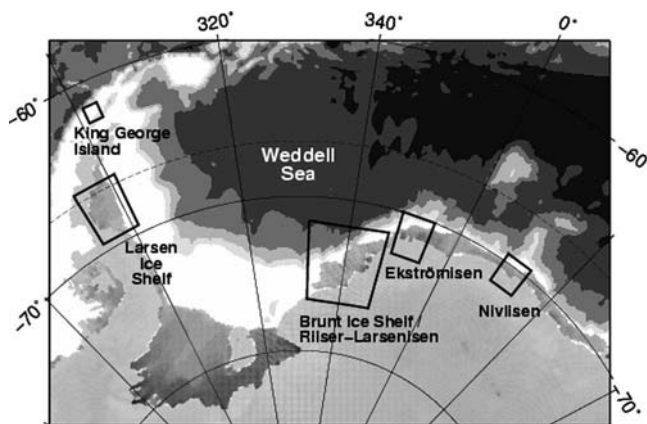 320°
340°
0°
-60°
King George
Island
Weddell
Sea
-60
Larsen
Ice
Shelf
Ekströmisen
-70°
Brunt Ice Shelf
Riiser-Larsenisen
Nivlisen
-70°